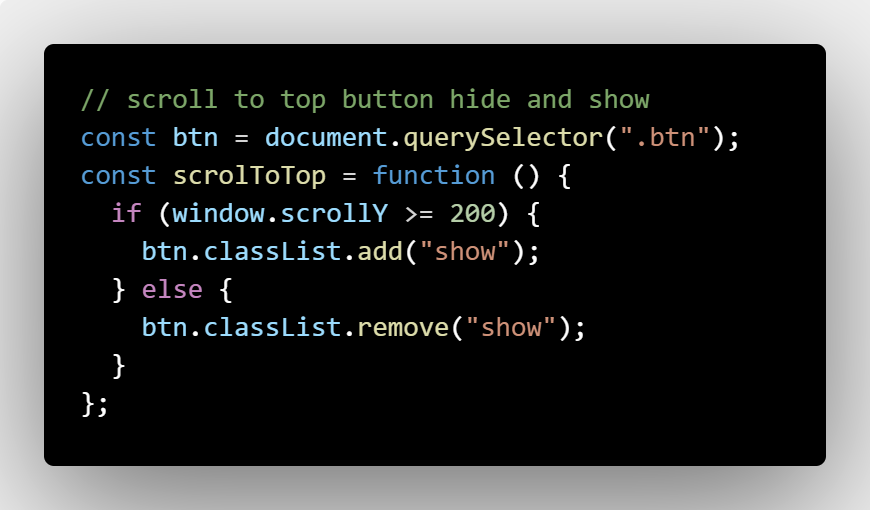 // scroll to top button hide and show
const btn = document.querySelector(".btn");
const scrolToTop = function () {
  if (window.scrollY >= 200) {
    btn.classList.add("show");
  } else {
    btn.classList.remove("show");
  }
};